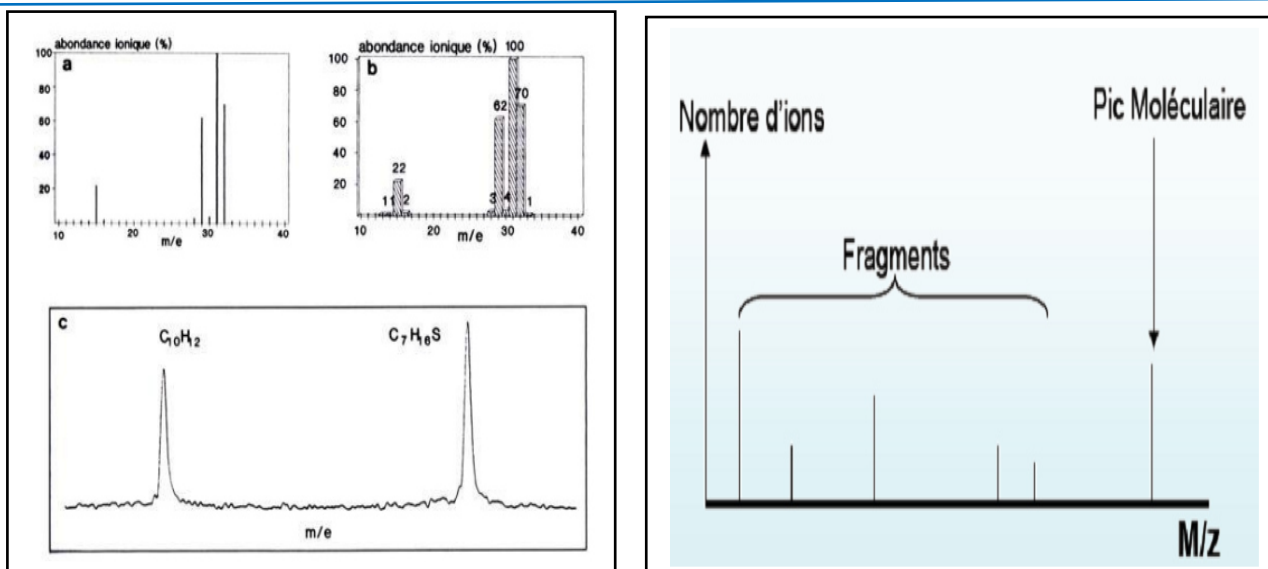 abondance ionique (%)
a
100
80
60
40
20
10 20 30 40
m/e
abondance ionique (%) 100
b
100
80
60
40
20
70
62
22
11 2
3 4 1
10 20 30 40
m/e
c
C₁₀H₁₂
C₇H₁₆S
m/e
Nombre d'ions
Pic Moléculaire
Fragments
M/z